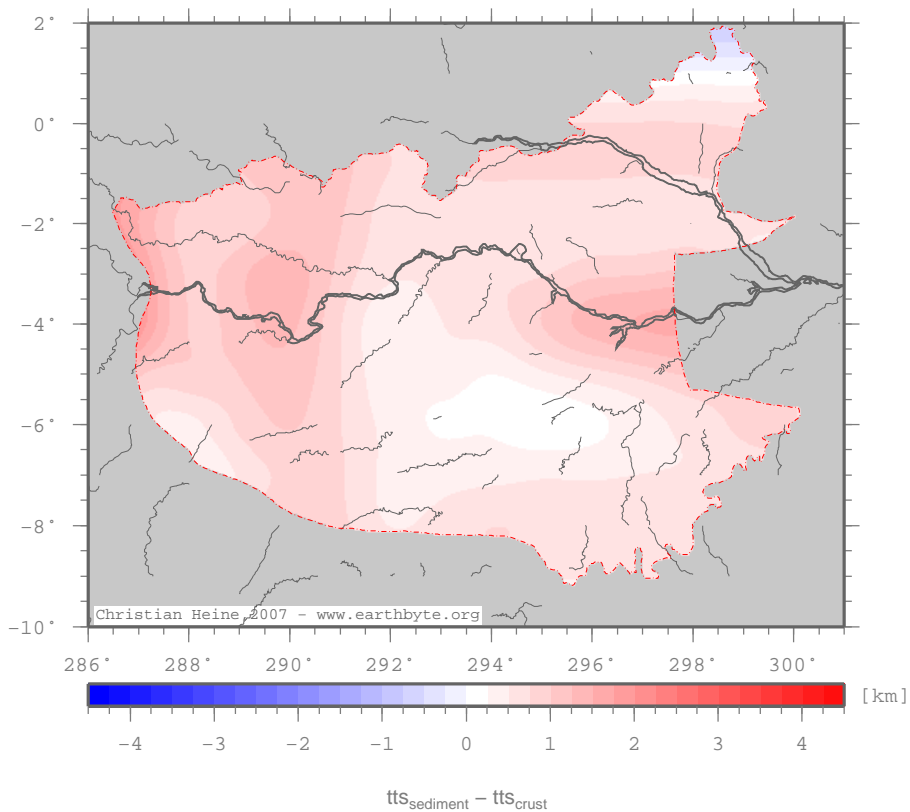 2°
0°
−2°
−4°
−6°
−8°
−10°
Christian Heine 2007 - www.earthbyte.org
286° 288° 290° 292° 294° 296° 298° 300°
[km]
−4 −3 −2 −1 0 1 2 3 4
tts_sediment − tts_crust